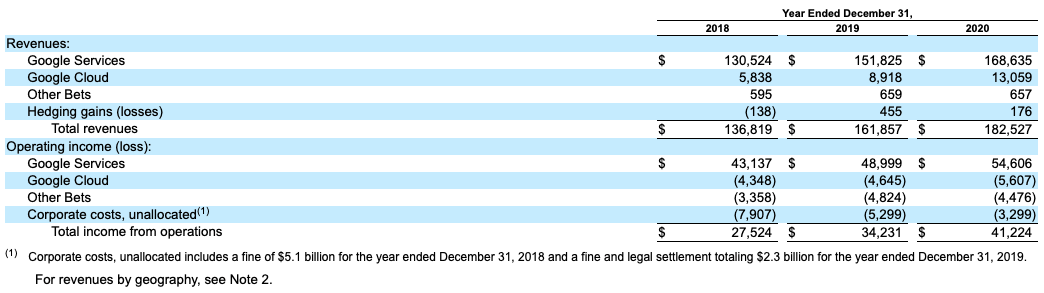 Year Ended December 31,
2018 2019 2020
Revenues:
Google Services $ 130,524 $ 151,825 $ 168,635
Google Cloud 5,838 8,918 13,059
Other Bets 595 659 657
Hedging gains (losses) (138) 455 176
Total revenues $ 136,819 $ 161,857 $ 182,527
Operating income (loss):
Google Services $ 43,137 $ 48,999 $ 54,606
Google Cloud (4,348) (4,645) (5,607)
Other Bets (3,358) (4,824) (4,476)
Corporate costs, unallocated(1) (7,907) (5,299) (3,299)
Total income from operations $ 27,524 $ 34,231 $ 41,224
(1) Corporate costs, unallocated includes a fine of $5.1 billion for the year ended December 31, 2018 and a fine and legal settlement totaling $2.3 billion for the year ended December 31, 2019.
For revenues by geography, see Note 2.